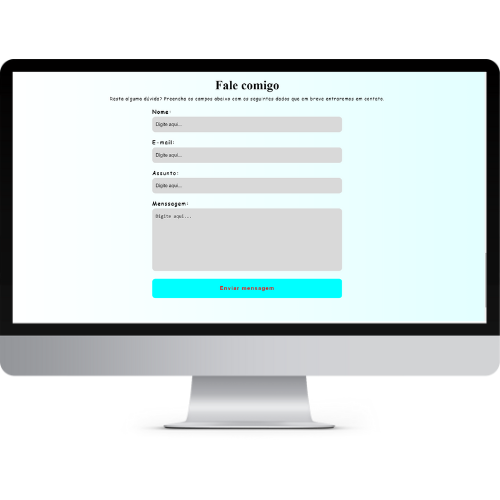 Fale comigo
Resta alguma dúvida? Preencha os campos abaixo com os seguintes dados que em breve entraremos em contato.
Nome:
Digite aqui...
E-mail:
Digite aqui...
Assunto:
Digite aqui...
Menssagem:
Digite aqui...
Enviar mensagem